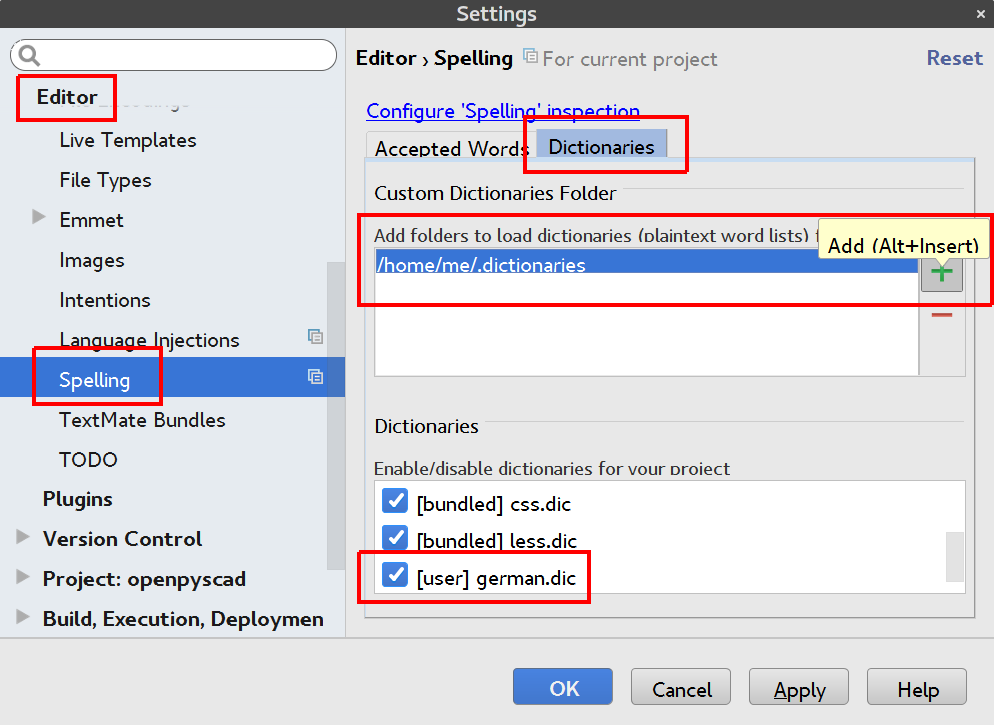 Settings
×
Editor
Live Templates
File Types
Emmet
Images
Intentions
Language Injections
Spelling
TextMate Bundles
TODO
Plugins
Version Control
Project: openpyscad
Build, Execution, Deploymen
Editor › Spelling For current project Reset
Configure 'Spelling' inspection
Accepted Words Dictionaries
Custom Dictionaries Folder
Add folders to load dictionaries (plaintext word lists)
Add (Alt+Insert)
/home/me/.dictionaries
Dictionaries
Enable/disable dictionaries for your project
[bundled] css.dic
[bundled] less.dic
[user] german.dic
OK Cancel Apply Help